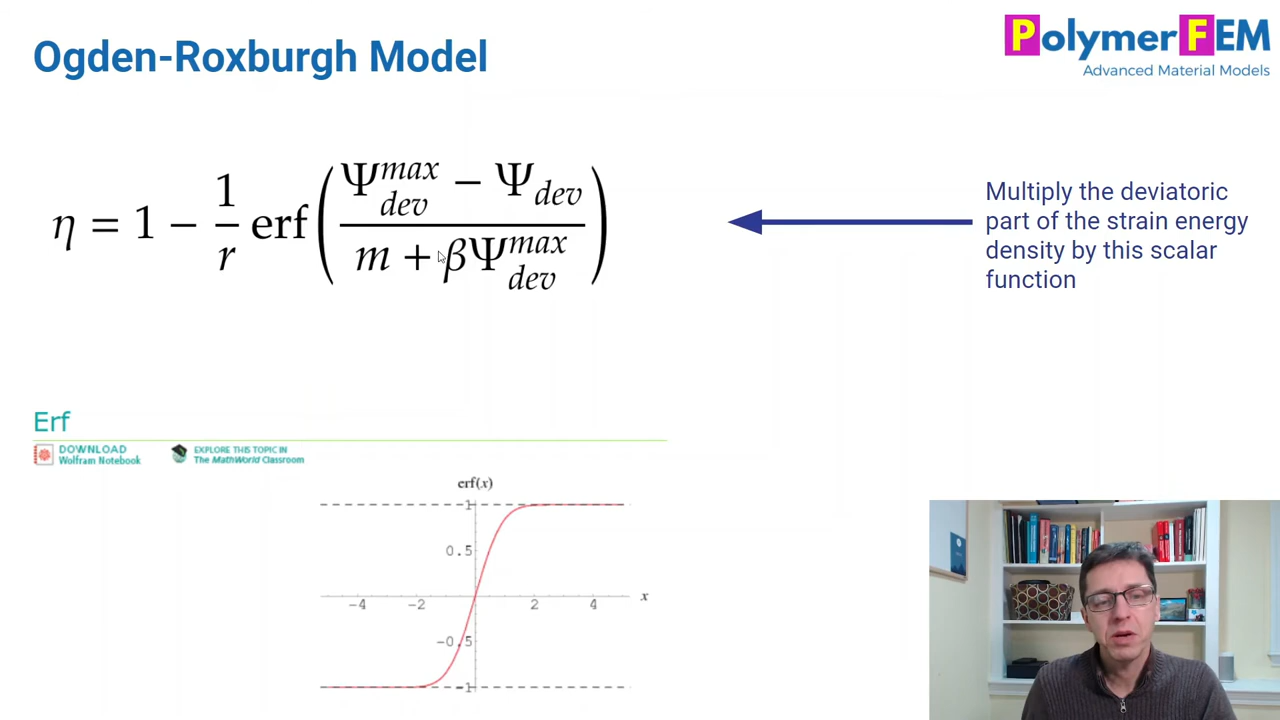 Ogden-Roxburgh Model
PolymerFEM
Advanced Material Models
η = 1 − 1/r erf( (Ψ_dev^max − Ψ_dev) / (m + βΨ_dev^max) )
Multiply the deviatoric
part of the strain energy
density by this scalar
function
Erf
DOWNLOAD
Wolfram Notebook
EXPLORE THIS TOPIC IN
The MathWorld Classroom
erf(x)
1
0.5
-4 -2 2 4 x
-0.5
-1